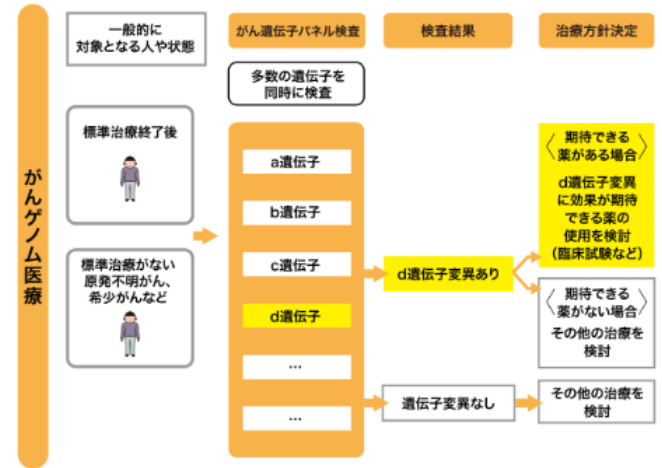 がんゲノム医療
一般的に
対象となる人や状態
標準治療終了後
標準治療がない
原発不明がん、
希少がんなど
がん遺伝子パネル検査
多数の遺伝子を
同時に検査
a遺伝子
b遺伝子
c遺伝子
d遺伝子
…
…
検査結果
d遺伝子変異あり
遺伝子変異なし
治療方針決定
〈期待できる
薬がある場合〉
d遺伝子変異
に効果が期待
できる薬の
使用を検討
(臨床試験など)
〈期待できる
薬がない場合〉
その他の治療を
検討
その他の治療を
検討